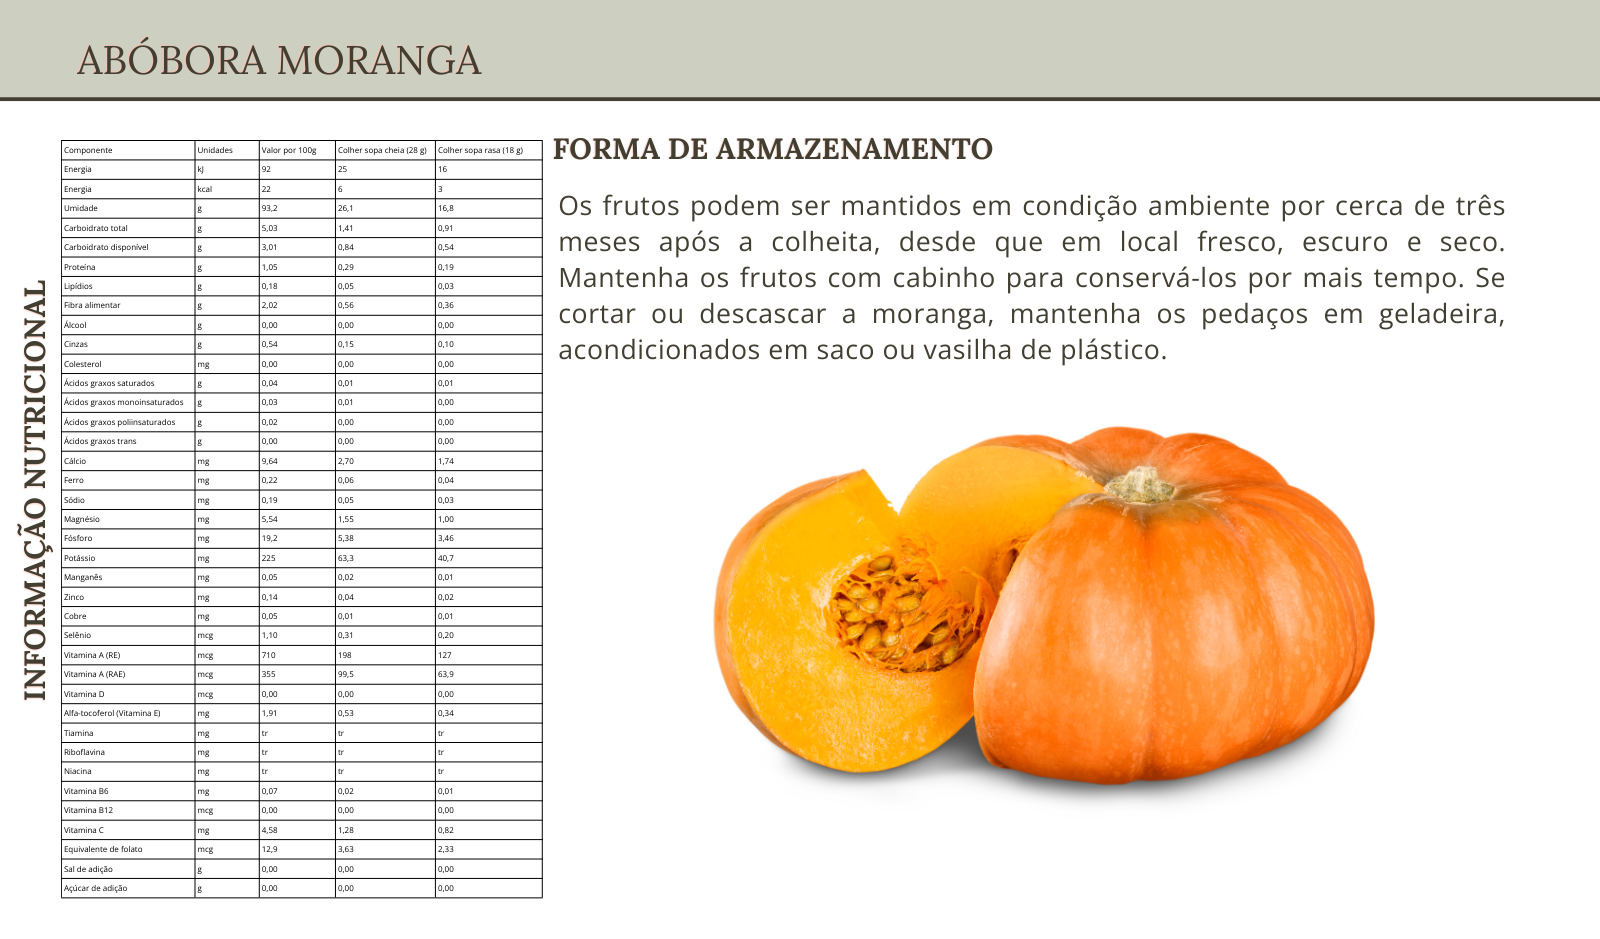 ABÓBORA MORANGA
INFORMAÇÃO NUTRICIONAL
Componente Unidades Valor por 100g Colher sopa cheia (28 g) Colher sopa rasa (18 g)
Energia kJ 92 25 16
Energia kcal 22 6 3
Umidade g 93,2 26,1 16,8
Carboidrato total g 5,03 1,41 0,91
Carboidrato disponível g 3,01 0,84 0,54
Proteína g 1,05 0,29 0,19
Lipídios g 0,18 0,05 0,03
Fibra alimentar g 2,02 0,56 0,36
Álcool g 0,00 0,00 0,00
Cinzas g 0,54 0,15 0,10
Colesterol mg 0,00 0,00 0,00
Ácidos graxos saturados g 0,04 0,01 0,01
Ácidos graxos monoinsaturados g 0,03 0,01 0,00
Ácidos graxos poliinsaturados g 0,02 0,00 0,00
Ácidos graxos trans g 0,00 0,00 0,00
Cálcio mg 9,64 2,70 1,74
Ferro mg 0,22 0,06 0,04
Sódio mg 0,19 0,05 0,03
Magnésio mg 5,54 1,55 1,00
Fósforo mg 19,2 5,38 3,46
Potássio mg 225 63,3 40,7
Manganês mg 0,05 0,02 0,01
Zinco mg 0,14 0,04 0,02
Cobre mg 0,05 0,01 0,01
Selênio mcg 1,10 0,31 0,20
Vitamina A (RE) mcg 710 198 127
Vitamina A (RAE) mcg 355 99,5 63,9
Vitamina D mcg 0,00 0,00 0,00
Alfa-tocoferol (Vitamina E) mg 1,91 0,53 0,34
Tiamina mg tr tr tr
Riboflavina mg tr tr tr
Niacina mg tr tr tr
Vitamina B6 mg 0,07 0,02 0,01
Vitamina B12 mcg 0,00 0,00 0,00
Vitamina C mg 4,58 1,28 0,82
Equivalente de folato mcg 12,9 3,63 2,33
Sal de adição g 0,00 0,00 0,00
Açúcar de adição g 0,00 0,00 0,00
FORMA DE ARMAZENAMENTO
Os frutos podem ser mantidos em condição ambiente por cerca de três
meses após a colheita, desde que em local fresco, escuro e seco.
Mantenha os frutos com cabinho para conservá-los por mais tempo. Se
cortar ou descascar a moranga, mantenha os pedaços em geladeira,
acondicionados em saco ou vasilha de plástico.